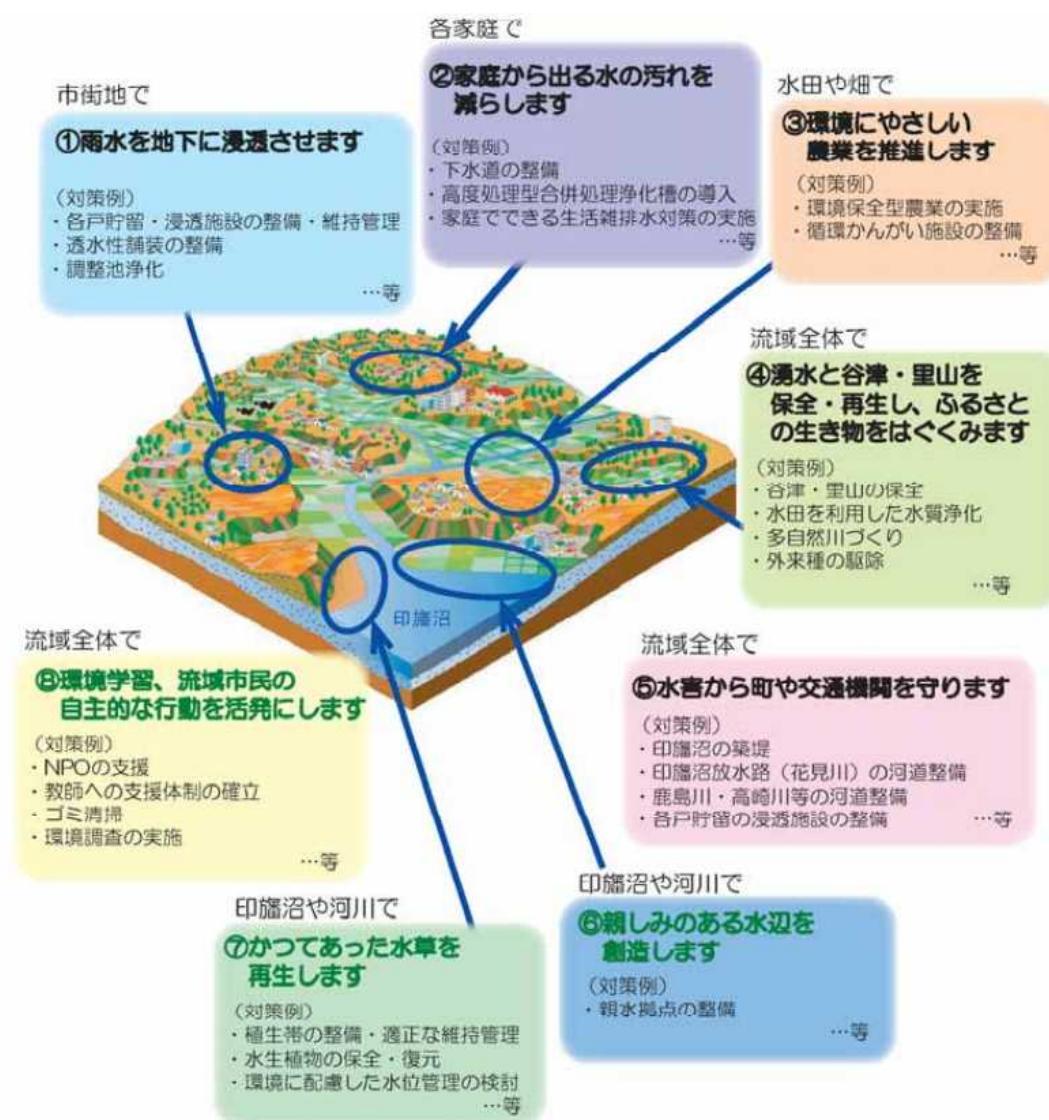 市街地で
①雨水を地下に浸透させます
(対策例)
・各戸貯留・浸透施設の整備・維持管理
・透水性舗装の整備
・調整池浄化
…等
各家庭で
②家庭から出る水の汚れを
減らします
(対策例)
・下水道の整備
・高度処理型合併処理浄化槽の導入
・家庭でできる生活雑排水対策の実施
…等
水田や畑で
③環境にやさしい
農業を推進します
(対策例)
・環境保全型農業の実施
・循環かんがい施設の整備
…等
流域全体で
④湧水と谷津・里山を
保全・再生し、ふるさと
の生き物をはぐくみます
(対策例)
・谷津・里山の保全
・水田を利用した水質浄化
・多自然川づくり
・外来種の駆除
…等
印旛沼
流域全体で
⑤水害から町や交通機関を守ります
(対策例)
・印旛沼の築堤
・印旛沼放水路(花見川)の河道整備
・鹿島川・高崎川等の河道整備
・各戸貯留の浸透施設の整備 …等
印旛沼や河川で
⑥親しみのある水辺を
創造します
(対策例)
・親水拠点の整備
…等
印旛沼や河川で
⑦かつてあった水草を
再生します
(対策例)
・植生帯の整備・適正な維持管理
・水生植物の保全・復元
・環境に配慮した水位管理の検討
…等
流域全体で
⑧環境学習、流域市民の
自主的な行動を活発にします
(対策例)
・NPOの支援
・教師への支援体制の確立
- ゴミ清掃
・環境調査の実施
…等